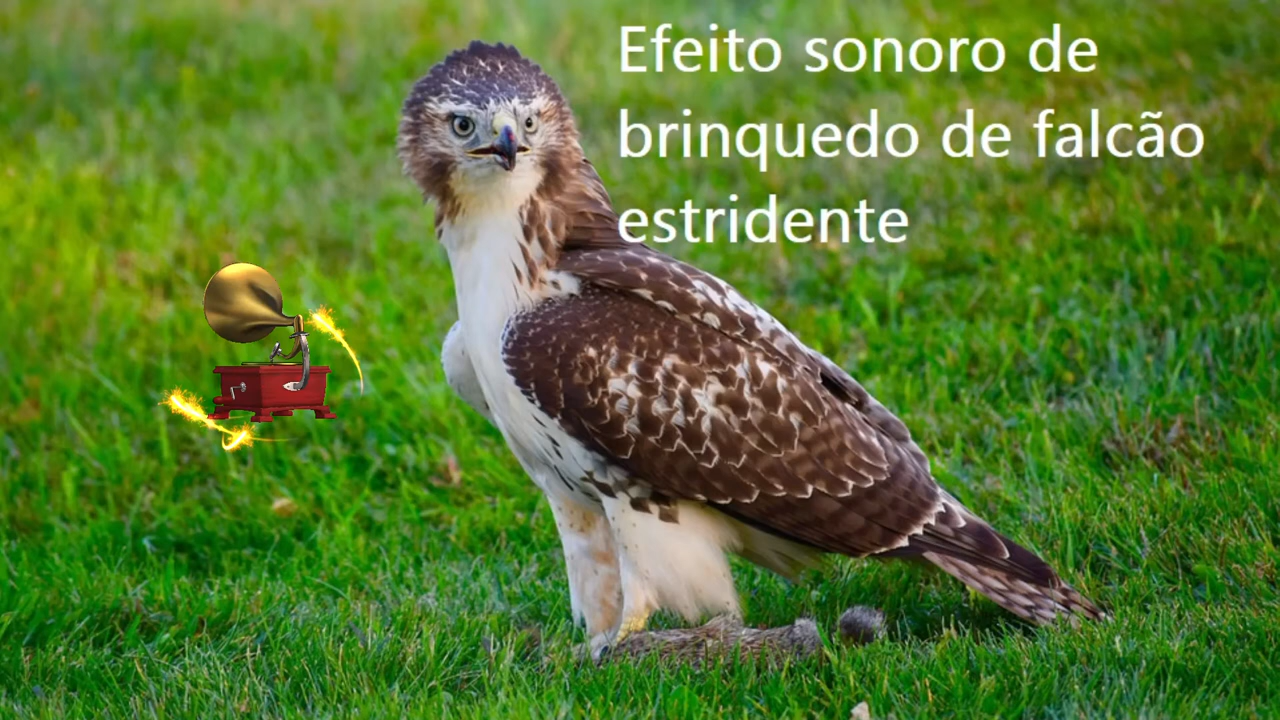 Efeito sonoro de
brinquedo de falcão
estridente